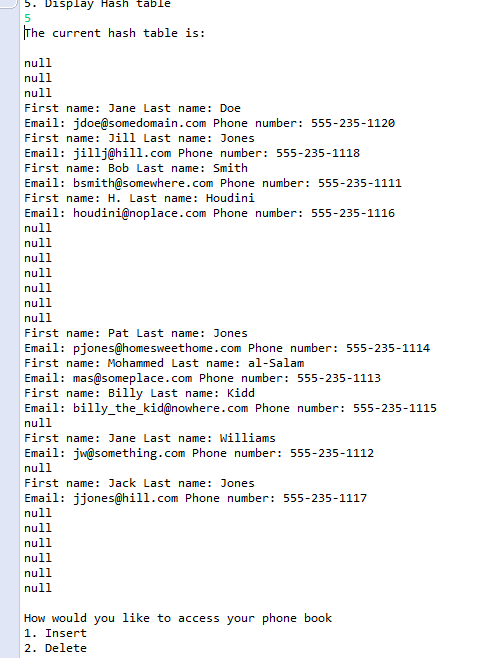 5. Display Hash table
5
The current hash table is:
null
null
null
First name: Jane Last name: Doe
Email: jdoe@somedomain.com Phone number: 555-235-1120
First name: Jill Last name: Jones
Email: jillj@hill.com Phone number: 555-235-1118
First name: Bob Last name: Smith
Email: bsmith@somewhere.com Phone number: 555-235-1111
First name: H. Last name: Houdini
Email: houdini@noplace.com Phone number: 555-235-1116
null
null
null
null
null
null
null
First name: Pat Last name: Jones
Email: pjones@homesweethome.com Phone number: 555-235-1114
First name: Mohammed Last name: al-Salam
Email: mas@someplace.com Phone number: 555-235-1113
First name: Billy Last name: Kidd
Email: billy_the_kid@nowhere.com Phone number: 555-235-1115
null
First name: Jane Last name: Williams
Email: jw@something.com Phone number: 555-235-1112
null
First name: Jack Last name: Jones
Email: jjones@hill.com Phone number: 555-235-1117
null
null
null
null
null
null
How would you like to access your phone book
1. Insert
2. Delete